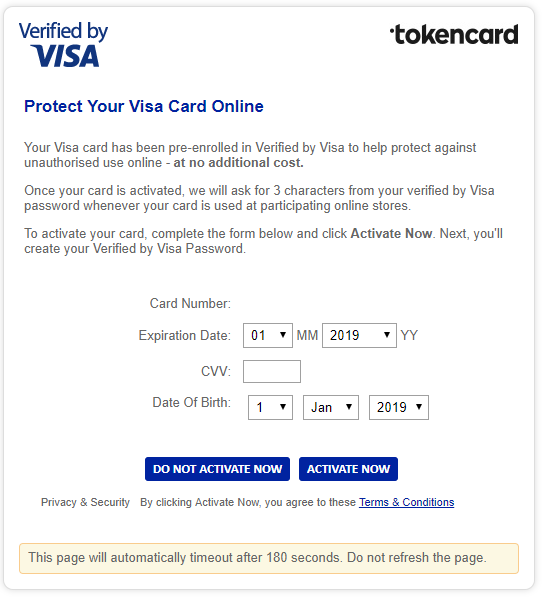 Verified by
VISA
tokencard
Protect Your Visa Card Online
Your Visa card has been pre-enrolled in Verified by Visa to help protect against
unauthorised use online - at no additional cost.
Once your card is activated, we will ask for 3 characters from your verified by Visa
password whenever your card is used at participating online stores.
To activate your card, complete the form below and click Activate Now. Next, you'll
create your Verified by Visa Password.
Card Number:
Expiration Date: 01 MM 2019 YY
CVV:
Date Of Birth: 1 Jan 2019
DO NOT ACTIVATE NOW ACTIVATE NOW
Privacy & Security By clicking Activate Now, you agree to these Terms & Conditions
This page will automatically timeout after 180 seconds. Do not refresh the page.